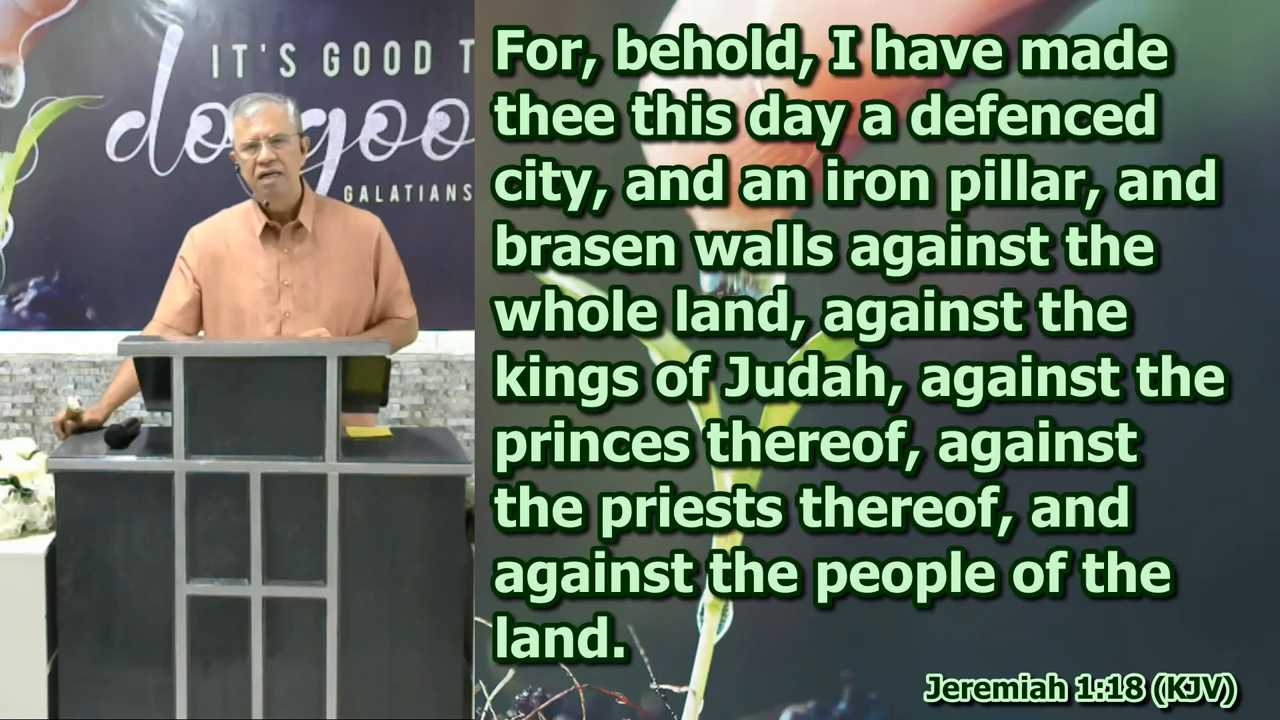 IT'S GOOD T
do goo
GALATIANS
For, behold, I have made
thee this day a defenced
city, and an iron pillar, and
brasen walls against the
whole land, against the
kings of Judah, against the
princes thereof, against
the priests thereof, and
against the people of the
land.
Jeremiah 1:18 (KJV)